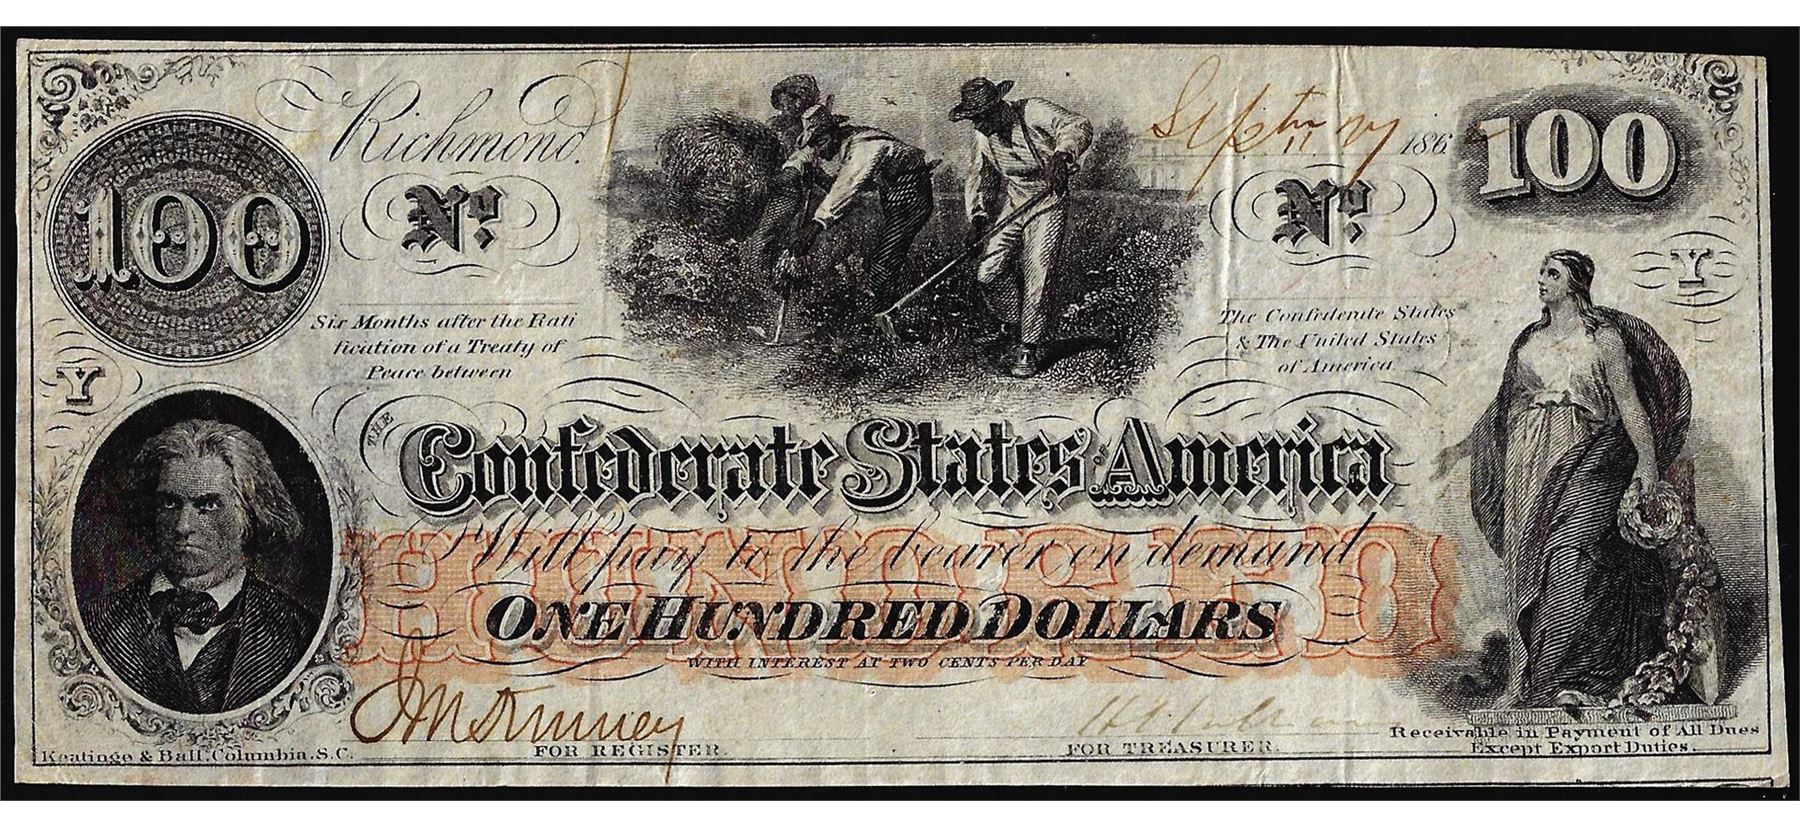 Richmond.
Septm 186
100
100
No.
No.
Six Months after the Rati
fication of a Treaty of
Peace between
The Confederate States
& The United States
of America
Y
Y
THE
Confederate States America
HUNDRED
Will pay to the bearer on demand
ONE HUNDRED DOLLARS
WITH INTEREST AT TWO CENTS PER DAY
FOR REGISTER.
FOR TREASURER.
Receivable in Payment of All Dues
Except Export Duties.
Keatinge & Ball, Columbia, S.C.